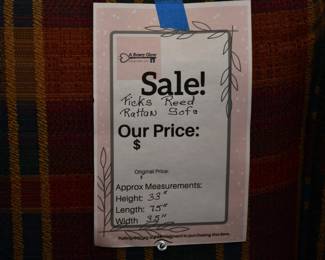 Sale!
Ficks Reed
Rattan Sofa
Our Price:
$
Original Price:
$
Approx Measurements:
Height: 33"
Length: 75"
Width 35"